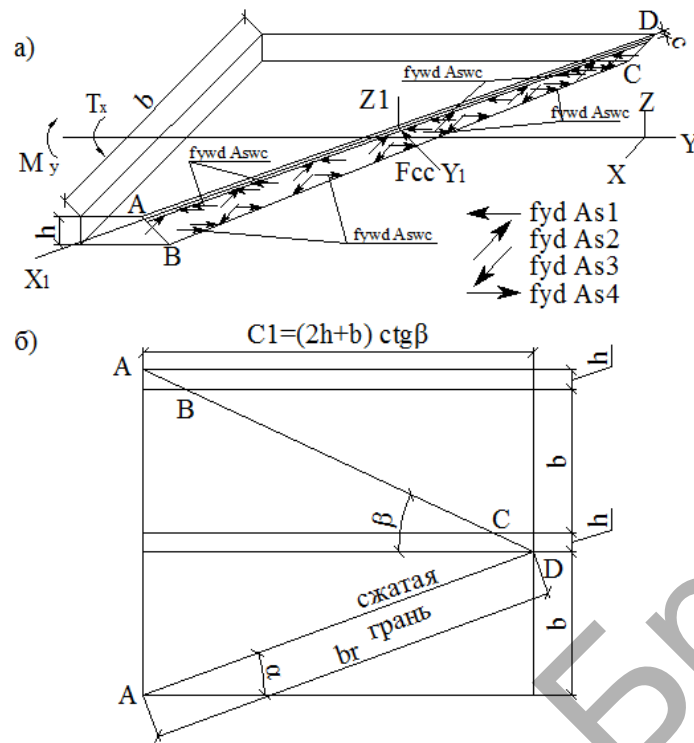 а)
D
c
C
b
fywd Aswc
Z1
Z
Tx
fywd Aswc
My
fywd Aswc
Y
Fcc
Y1
X
A
h
B
fywd Aswc
X1
fyd As1
fyd As2
fyd As3
fyd As4
б)
C1=(2h+b) ctgβ
A
h
B
b
β
C
h
D
сжатая
грань
br
b
α
A
Бр